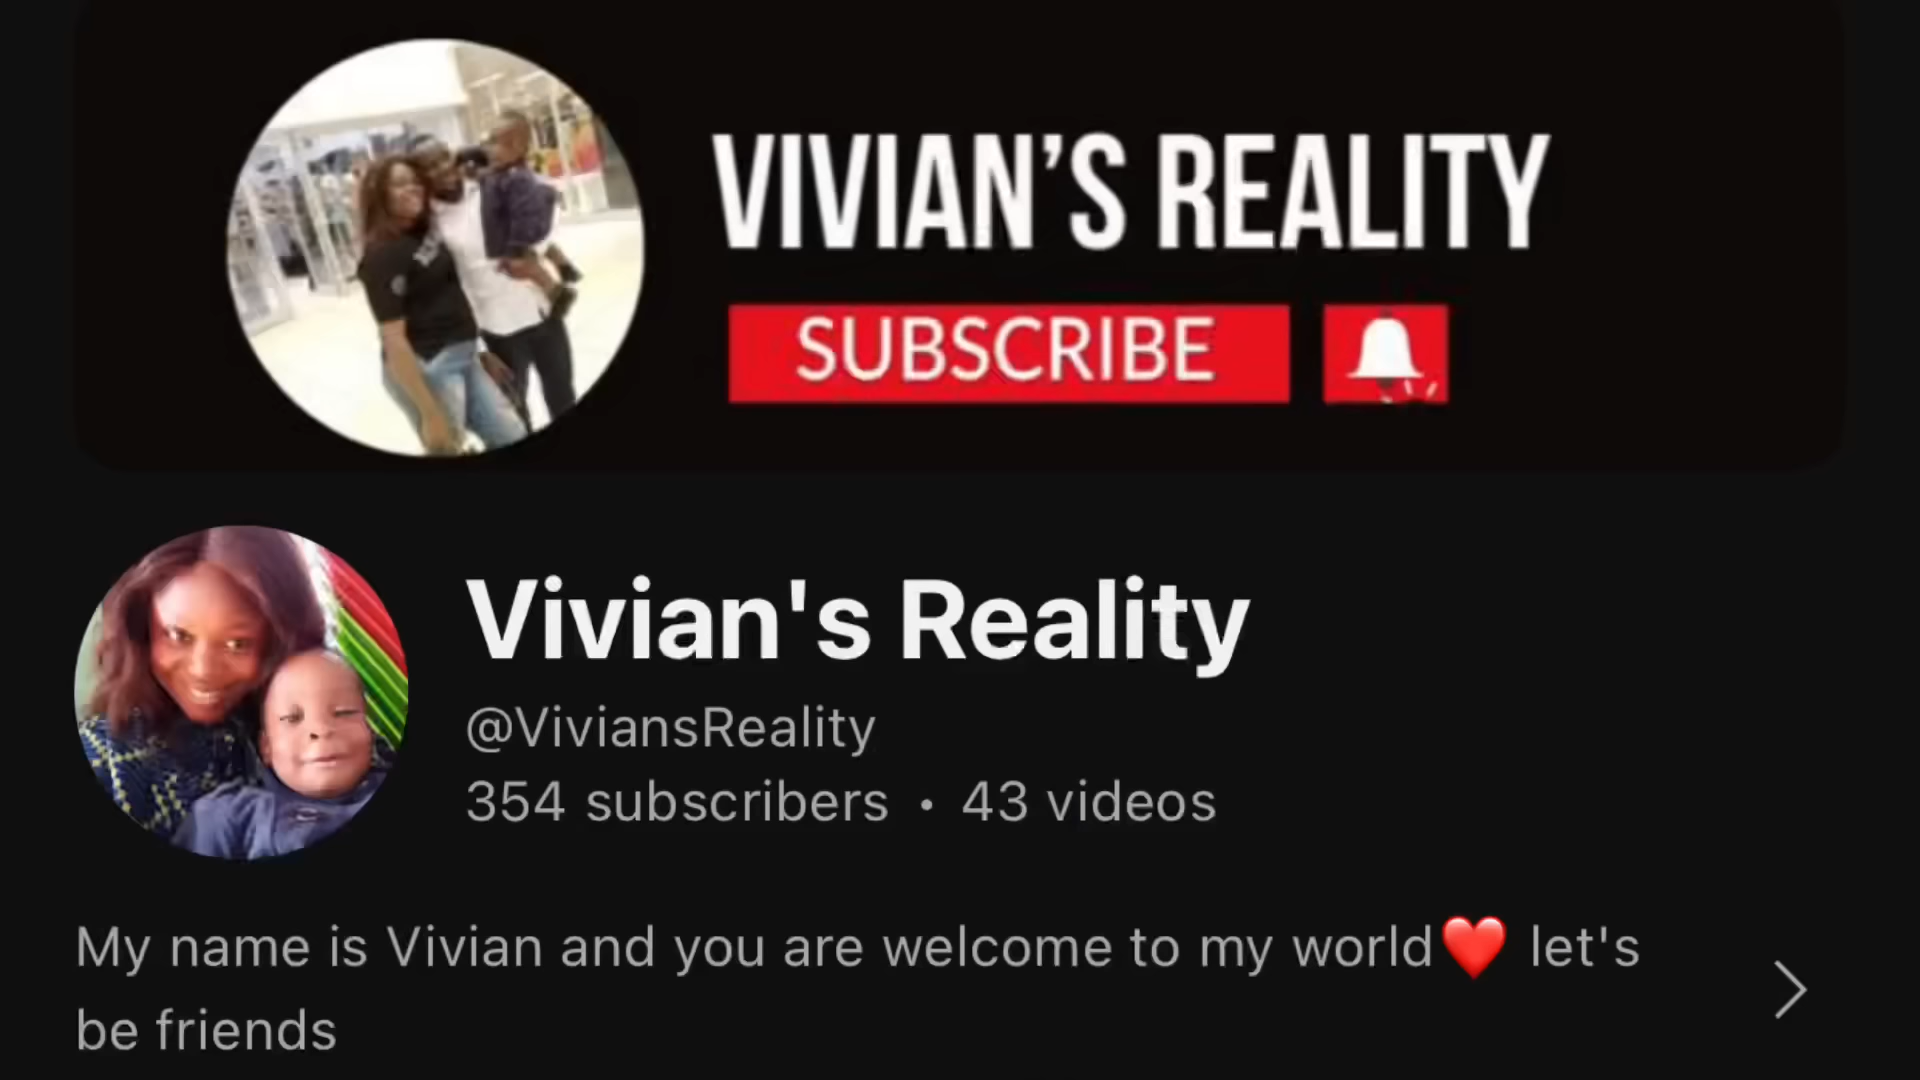 VIVIAN’S REALITY
SUBSCRIBE
Vivian's Reality
@ViviansReality
354 subscribers • 43 videos
My name is Vivian and you are welcome to my world❤️ let's
be friends